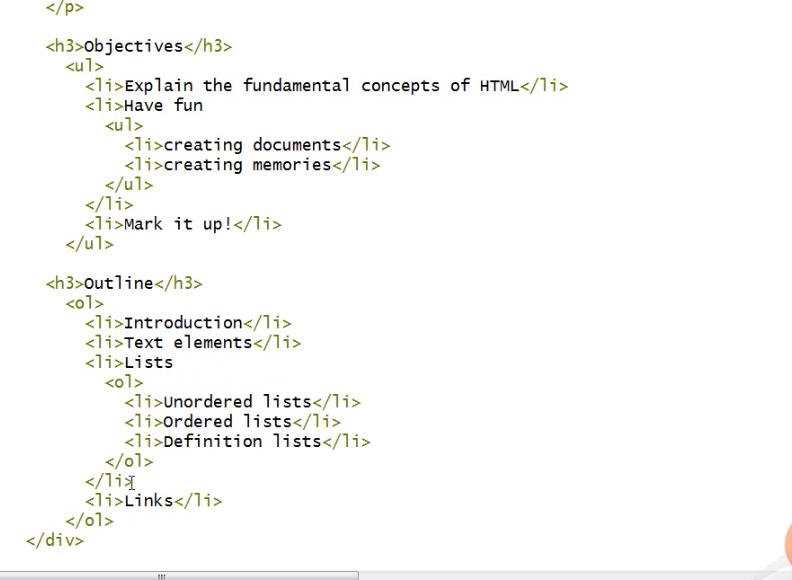 </p>
<h3>Objectives</h3>
<ul>
<li>Explain the fundamental concepts of HTML</li>
<li>Have fun
<ul>
<li>creating documents</li>
<li>creating memories</li>
</ul>
</li>
<li>Mark it up!</li>
</ul>
<h3>Outline</h3>
<ol>
<li>Introduction</li>
<li>Text elements</li>
<li>Lists
<ol>
<li>Unordered lists</li>
<li>Ordered lists</li>
<li>Definition lists</li>
</ol>
</li>
<li>Links</li>
</ol>
</div>